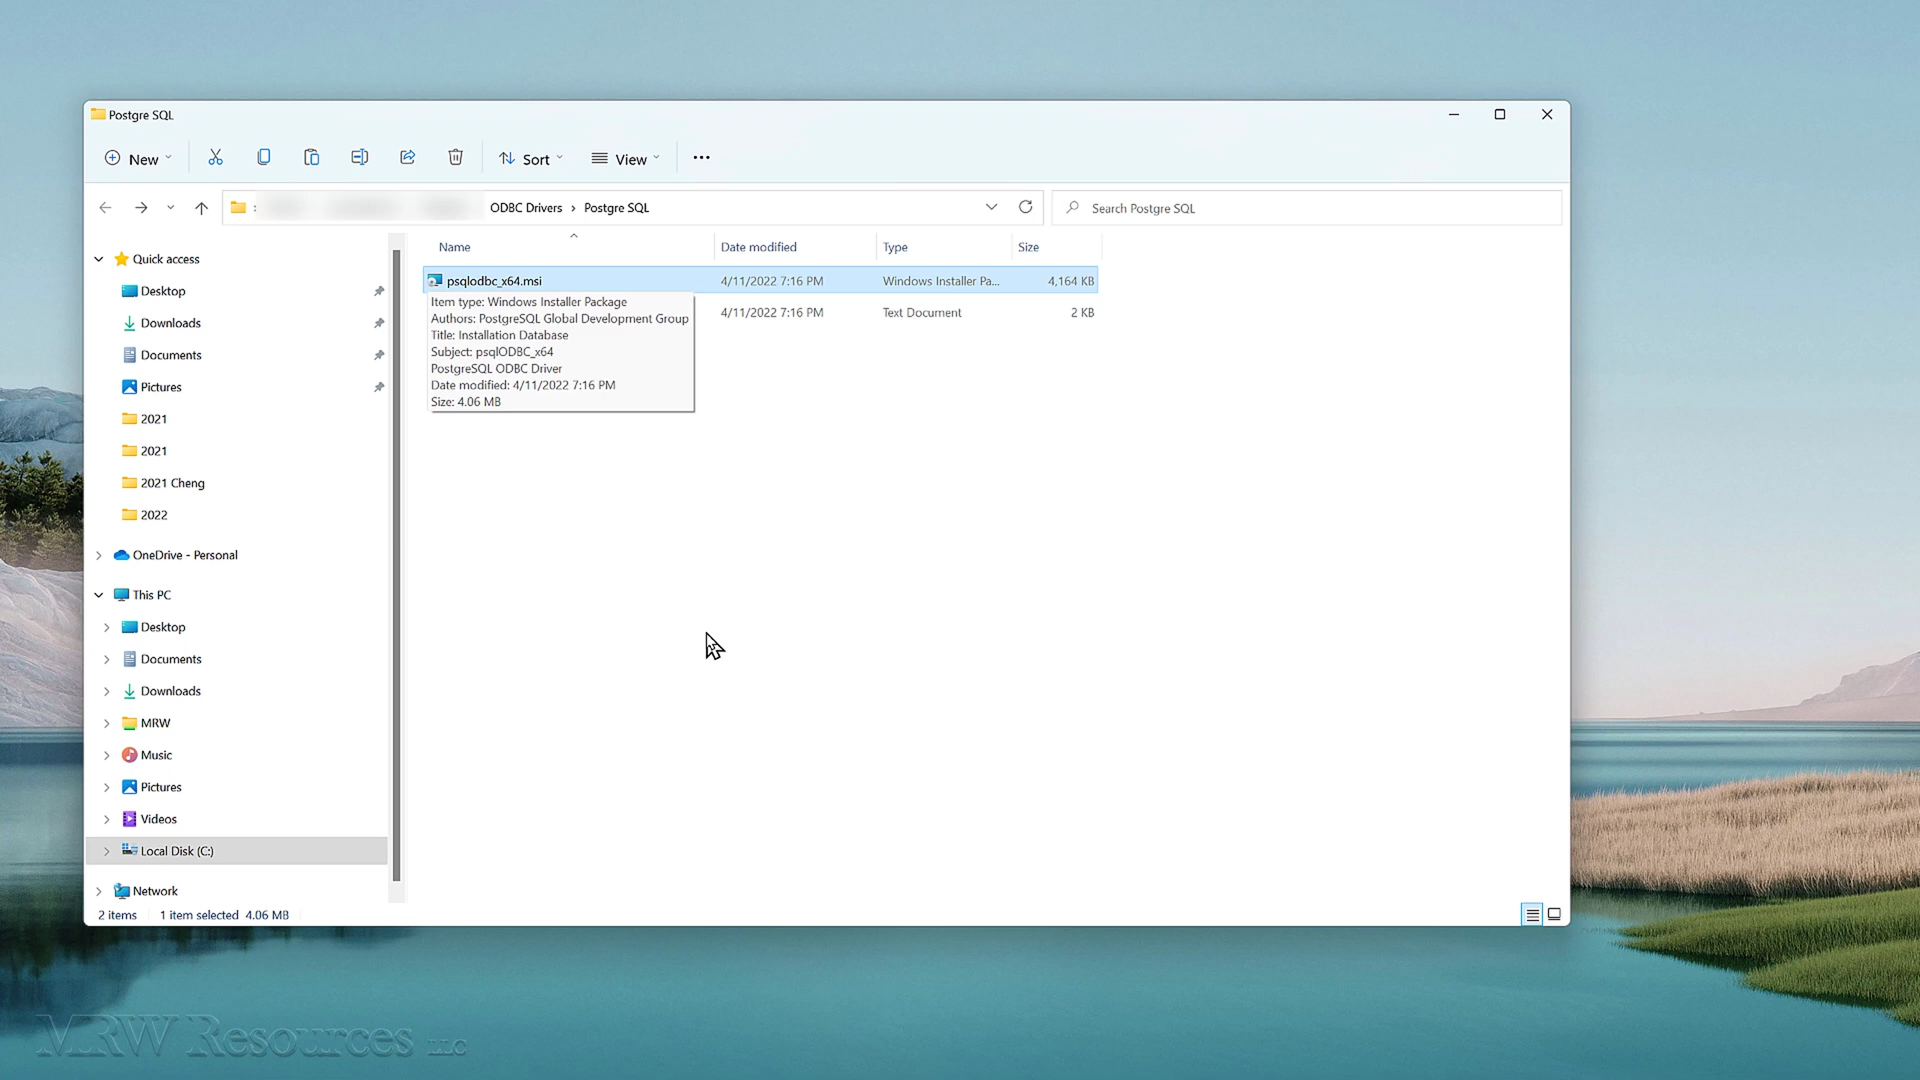 Postgre SQL
New
Sort
View
ODBC Drivers
Postgre SQL
Search Postgre SQL
Name
Date modified
Type
Size
psqlodbc_x64.msi
4/11/2022 7:16 PM
Windows Installer Pa...
4,164 KB
4/11/2022 7:16 PM
Text Document
2 KB
Item type: Windows Installer Package
Authors: PostgreSQL Global Development Group
Title: Installation Database
Subject: psqlODBC_x64
PostgreSQL ODBC Driver
Date modified: 4/11/2022 7:16 PM
Size: 4.06 MB
Quick access
Desktop
Downloads
Documents
Pictures
2021
2021
2021 Cheng
2022
OneDrive - Personal
This PC
Desktop
Documents
Downloads
MRW
Music
Pictures
Videos
Local Disk (C:)
Network
2 items
1 item selected 4.06 MB
MRW Resources LLC